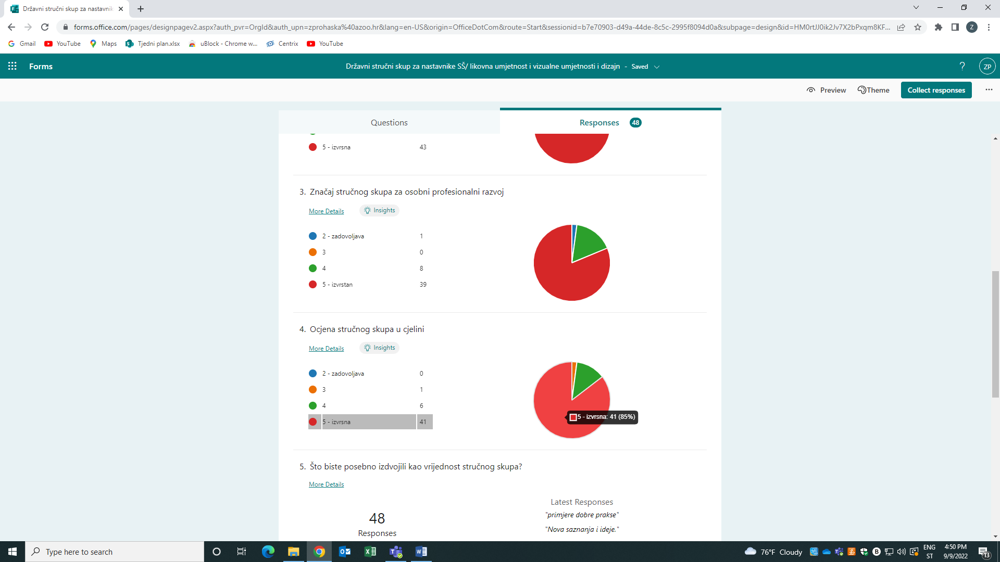 Državni stručni skup za nastavnik
forms.office.com/pages/designpagev2.aspx?auth_pvr=OrgId&auth_upn=zprohaska%40azoo.hr&lang=en-US&origin=OfficeDotCom&route=Start&sessionid=b7e70903-d49a-44de-8c5c-2995f8094d0a&subpage=design&id=HM0rtJJ0ik2Jv7X2bPxqm8KF...
Z
Gmail YouTube Maps Tjedni plan.xlsx uBlock - Chrome w... Centrix YouTube
Forms Državni stručni skup za nastavnike SŠ/ likovna umjetnost i vizualne umjetnosti i dizajn - Saved ? ZP
Preview Theme Collect responses ...
Questions Responses 48
5 - izvrsna 43
3. Značaj stručnog skupa za osobni profesionalni razvoj
More Details Insights
2 - zadovoljava 1
3 0
4 8
5 - izvrstan 39
4. Ocjena stručnog skupa u cjelini
More Details Insights
2 - zadovoljava 0
3 1
4 6
5 - izvrsna 41
5 - izvrsna: 41 (85%)
5. Što biste posebno izdvojili kao vrijednost stručnog skupa?
More Details
48
Responses
Latest Responses
"primjere dobre prakse"
"Nova saznanja i ideje."
Type here to search
76°F Cloudy
ENG
ST
4:50 PM
9/9/2022
13